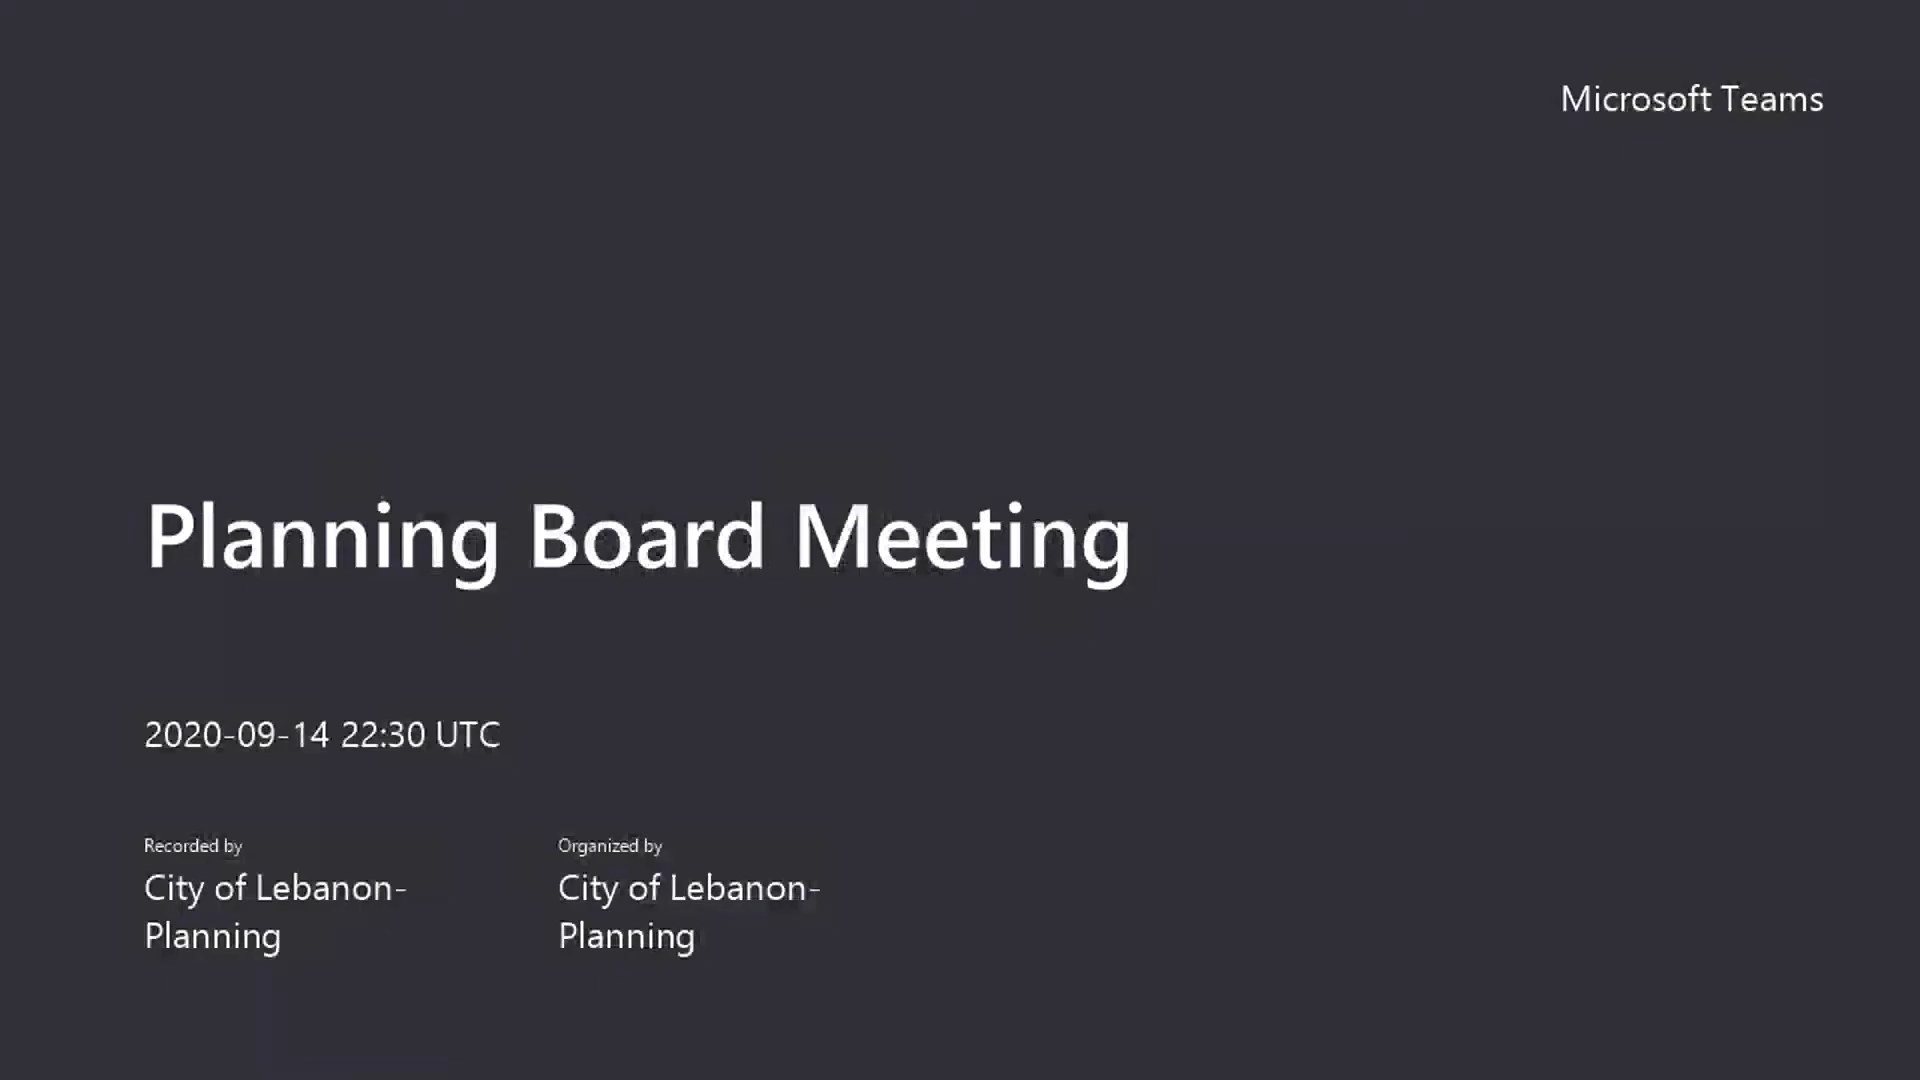 Microsoft Teams
Planning Board Meeting
2020-09-14 22:30 UTC
Recorded by
City of Lebanon-
Planning
Organized by
City of Lebanon-
Planning